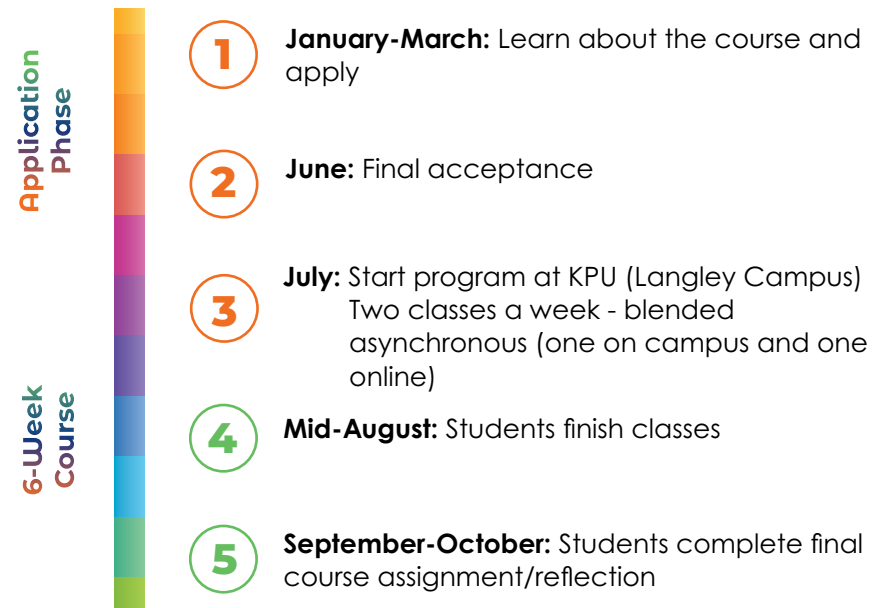 Application
Phase
1
January-March: Learn about the course and
apply
2
June: Final acceptance
3
July: Start program at KPU (Langley Campus)
Two classes a week - blended
asynchronous (one on campus and one
online)
6-Week
Course
4
Mid-August: Students finish classes
5
September-October: Students complete final
course assignment/reflection